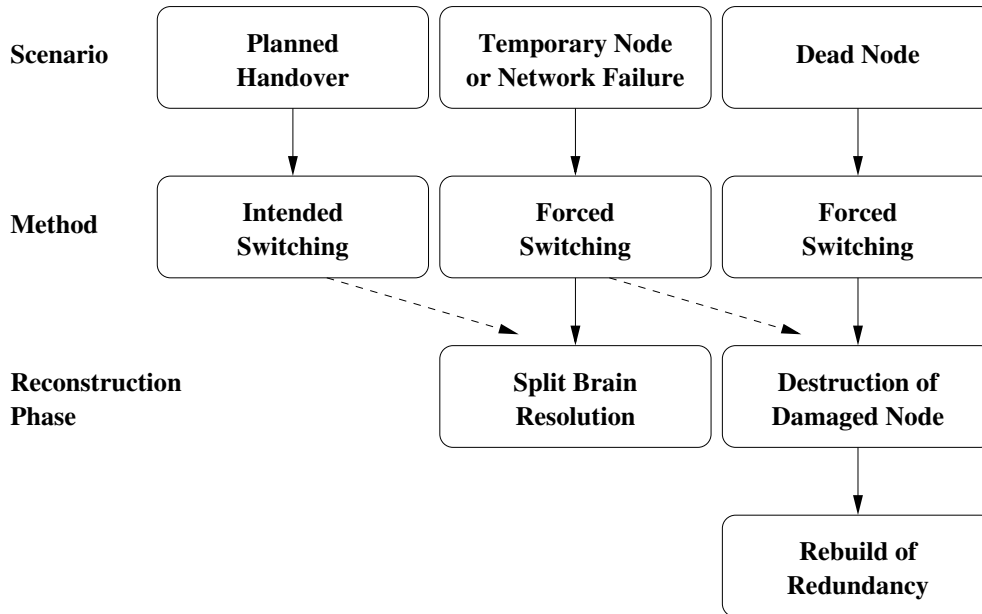 Scenario
Planned
Handover
Temporary Node
or Network Failure
Dead Node
Method
Intended
Switching
Forced
Switching
Forced
Switching
Reconstruction
Phase
Split Brain
Resolution
Destruction of
Damaged Node
Rebuild of
Redundancy